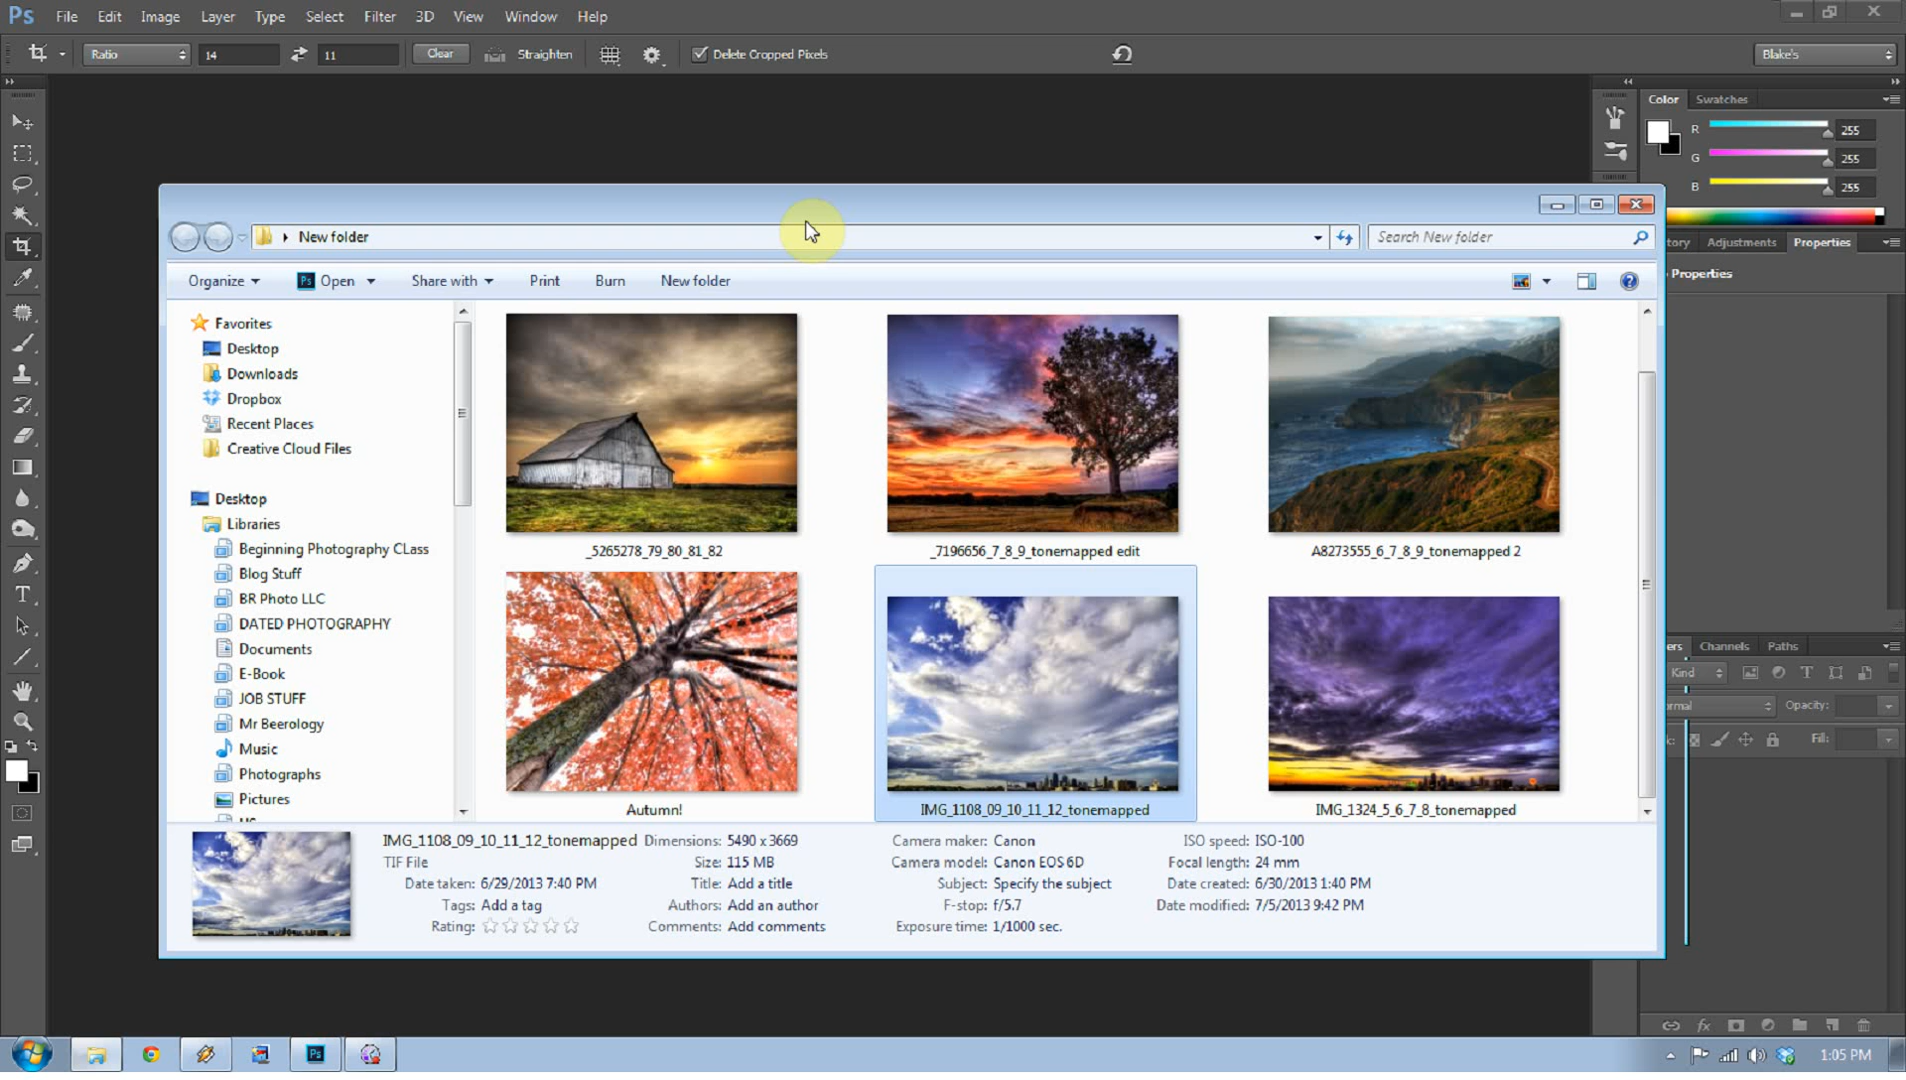 Ps File Edit Image Layer Type Select Filter 3D View Window Help
Ratio 14 11 Clear Straighten Delete Cropped Pixels Blake's
Color Swatches
R 255
G 255
B 255
New folder Search New folder
tory Adjustments Properties
Organize Ps Open Share with Print Burn New folder
Properties
Favorites
Desktop
Downloads
Dropbox
Recent Places
Creative Cloud Files
Desktop
Libraries
Beginning Photography CLass
Blog Stuff
BR Photo LLC
DATED PHOTOGRAPHY
Documents
E-Book
JOB STUFF
Mr Beerology
Music
Photographs
Pictures
_5265278_79_80_81_82 _7196656_7_8_9_tonemapped edit A8273555_6_7_8_9_tonemapped 2
Autumn! IMG_1108_09_10_11_12_tonemapped IMG_1324_5_6_7_8_tonemapped
ers Channels Paths
Kind
rmal Opacity:
Fill:
IMG_1108_09_10_11_12_tonemapped Dimensions: 5490 x 3669 Camera maker: Canon ISO speed: ISO-100
TIF File Size: 115 MB Camera model: Canon EOS 6D Focal length: 24 mm
Date taken: 6/29/2013 7:40 PM Title: Add a title Subject: Specify the subject Date created: 6/30/2013 1:40 PM
Tags: Add a tag Authors: Add an author F-stop: f/5.7 Date modified: 7/5/2013 9:42 PM
Rating: Comments: Add comments Exposure time: 1/1000 sec.
fx
Ps 1:05 PM